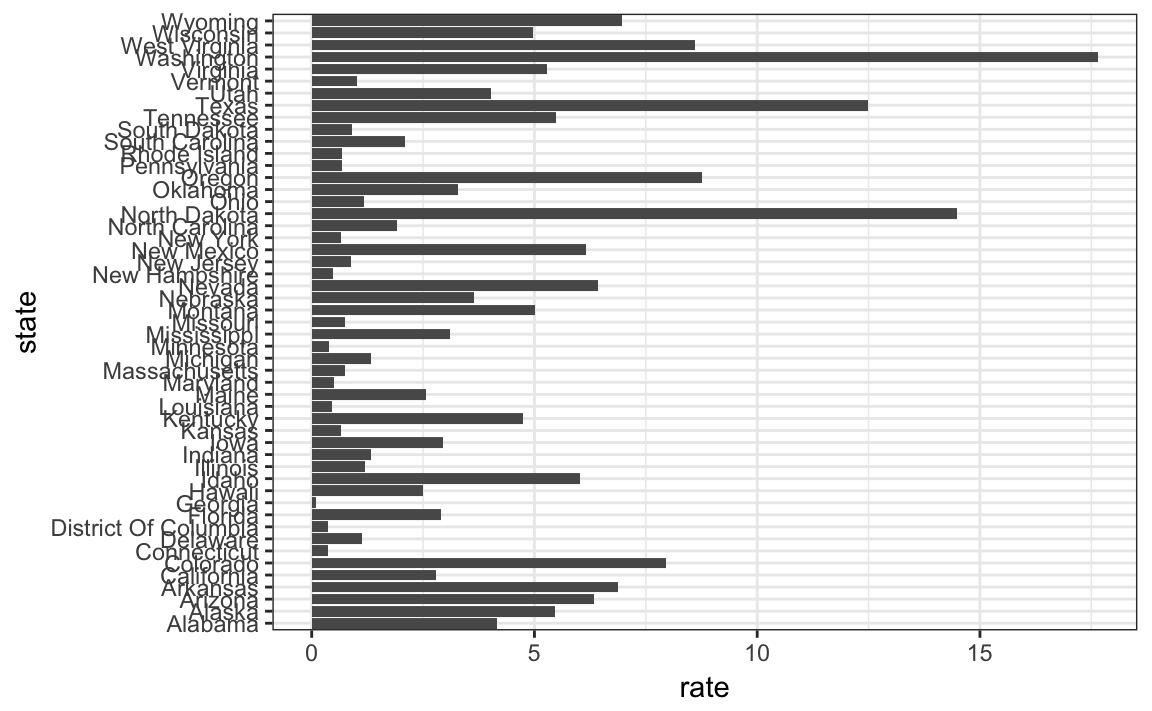 Wyoming
Wisconsin
West Virginia
Washington
Virginia
Vermont
Utah
Texas
Tennessee
South Dakota
South Carolina
Rhode Island
Pennsylvania
Oregon
Oklahoma
Ohio
North Dakota
North Carolina
New York
New Mexico
New Jersey
New Hampshire
Nevada
Nebraska
Montana
Missouri
Mississippi
Minnesota
Michigan
Massachusetts
Maryland
Maine
Louisiana
Kentucky
Kansas
Iowa
Indiana
Illinois
Idaho
Hawaii
Georgia
Florida
District Of Columbia
Delaware
Connecticut
Colorado
California
Arkansas
Arizona
Alaska
Alabama
state
0 5 10 15
rate